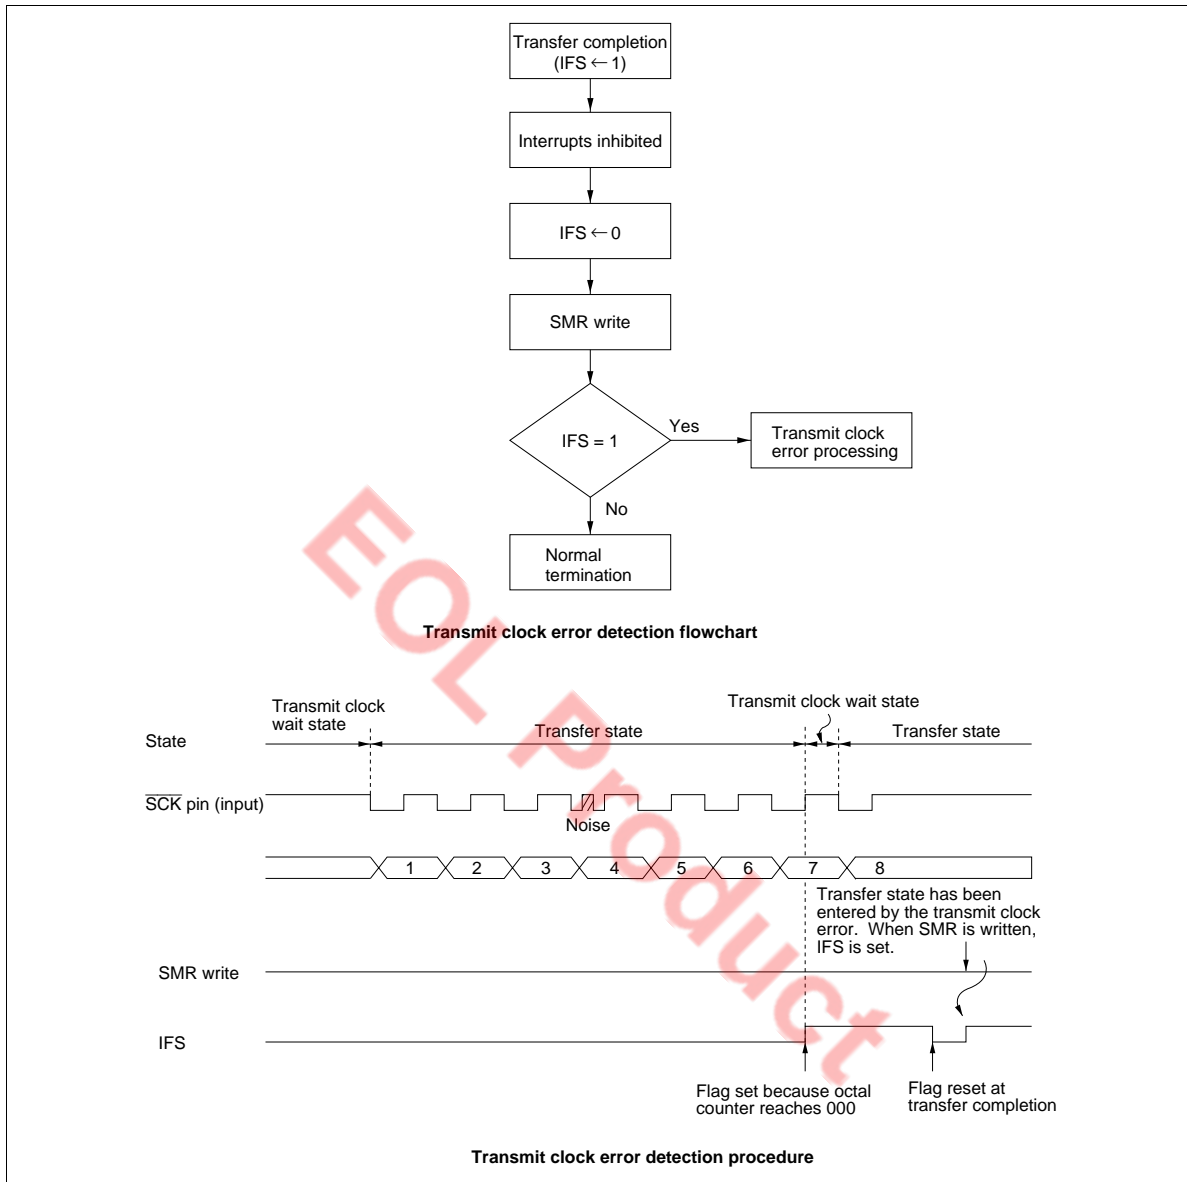 Transfer completion
(IFS ← 1)
Interrupts inhibited
IFS ← 0
SMR write
IFS = 1
Yes
Transmit clock
error processing
No
Normal
termination
Transmit clock error detection flowchart
Transmit clock
wait state
Transmit clock wait state
State
Transfer state
Transfer state
SCK pin (input)
Noise
1 2 3 4 5 6 7 8
Transfer state has been
entered by the transmit clock
error. When SMR is written,
IFS is set.
SMR write
IFS
Flag set because octal
counter reaches 000
Flag reset at
transfer completion
Transmit clock error detection procedure
EOL Product